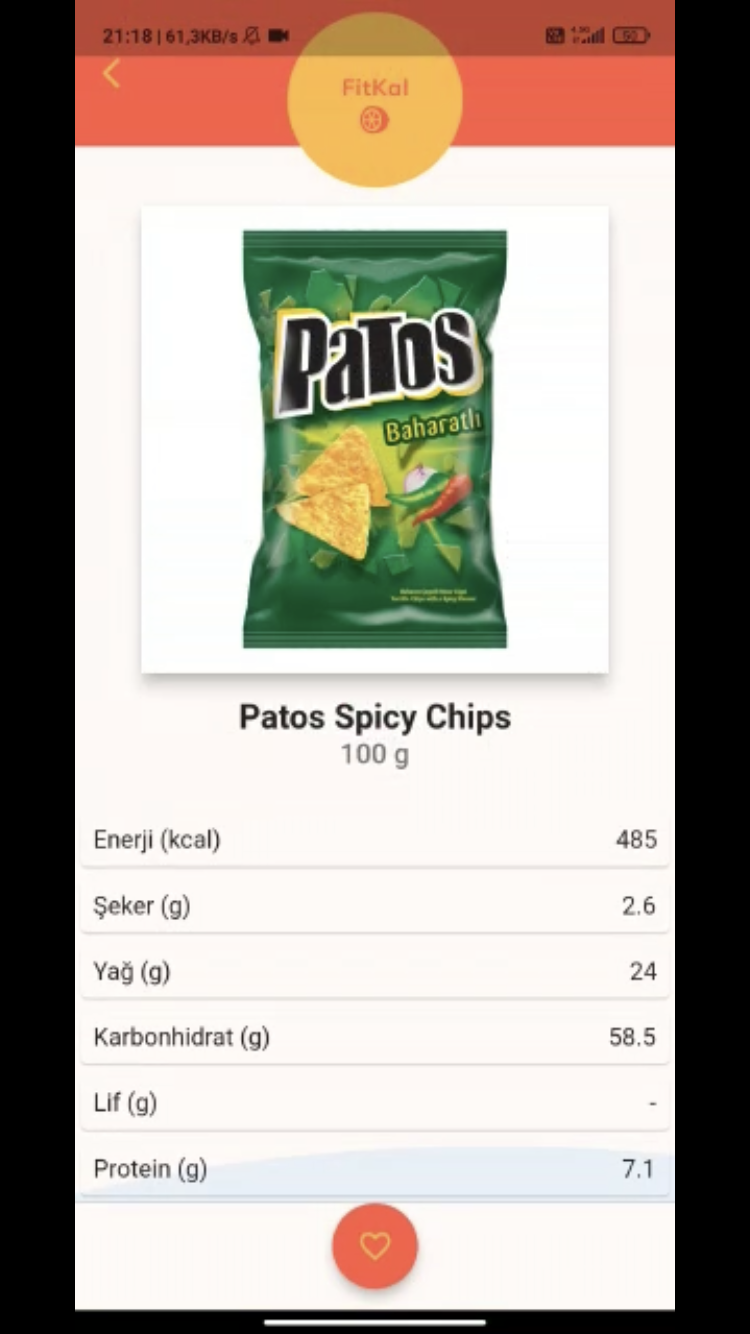 21:18 | 61,3KB/s
50
FitKal
PaTos
Baharatlı
Patos Spicy Chips
100 g
Enerji (kcal) 485
Şeker (g) 2.6
Yağ (g) 24
Karbonhidrat (g) 58.5
Lif (g) -
Protein (g) 7.1